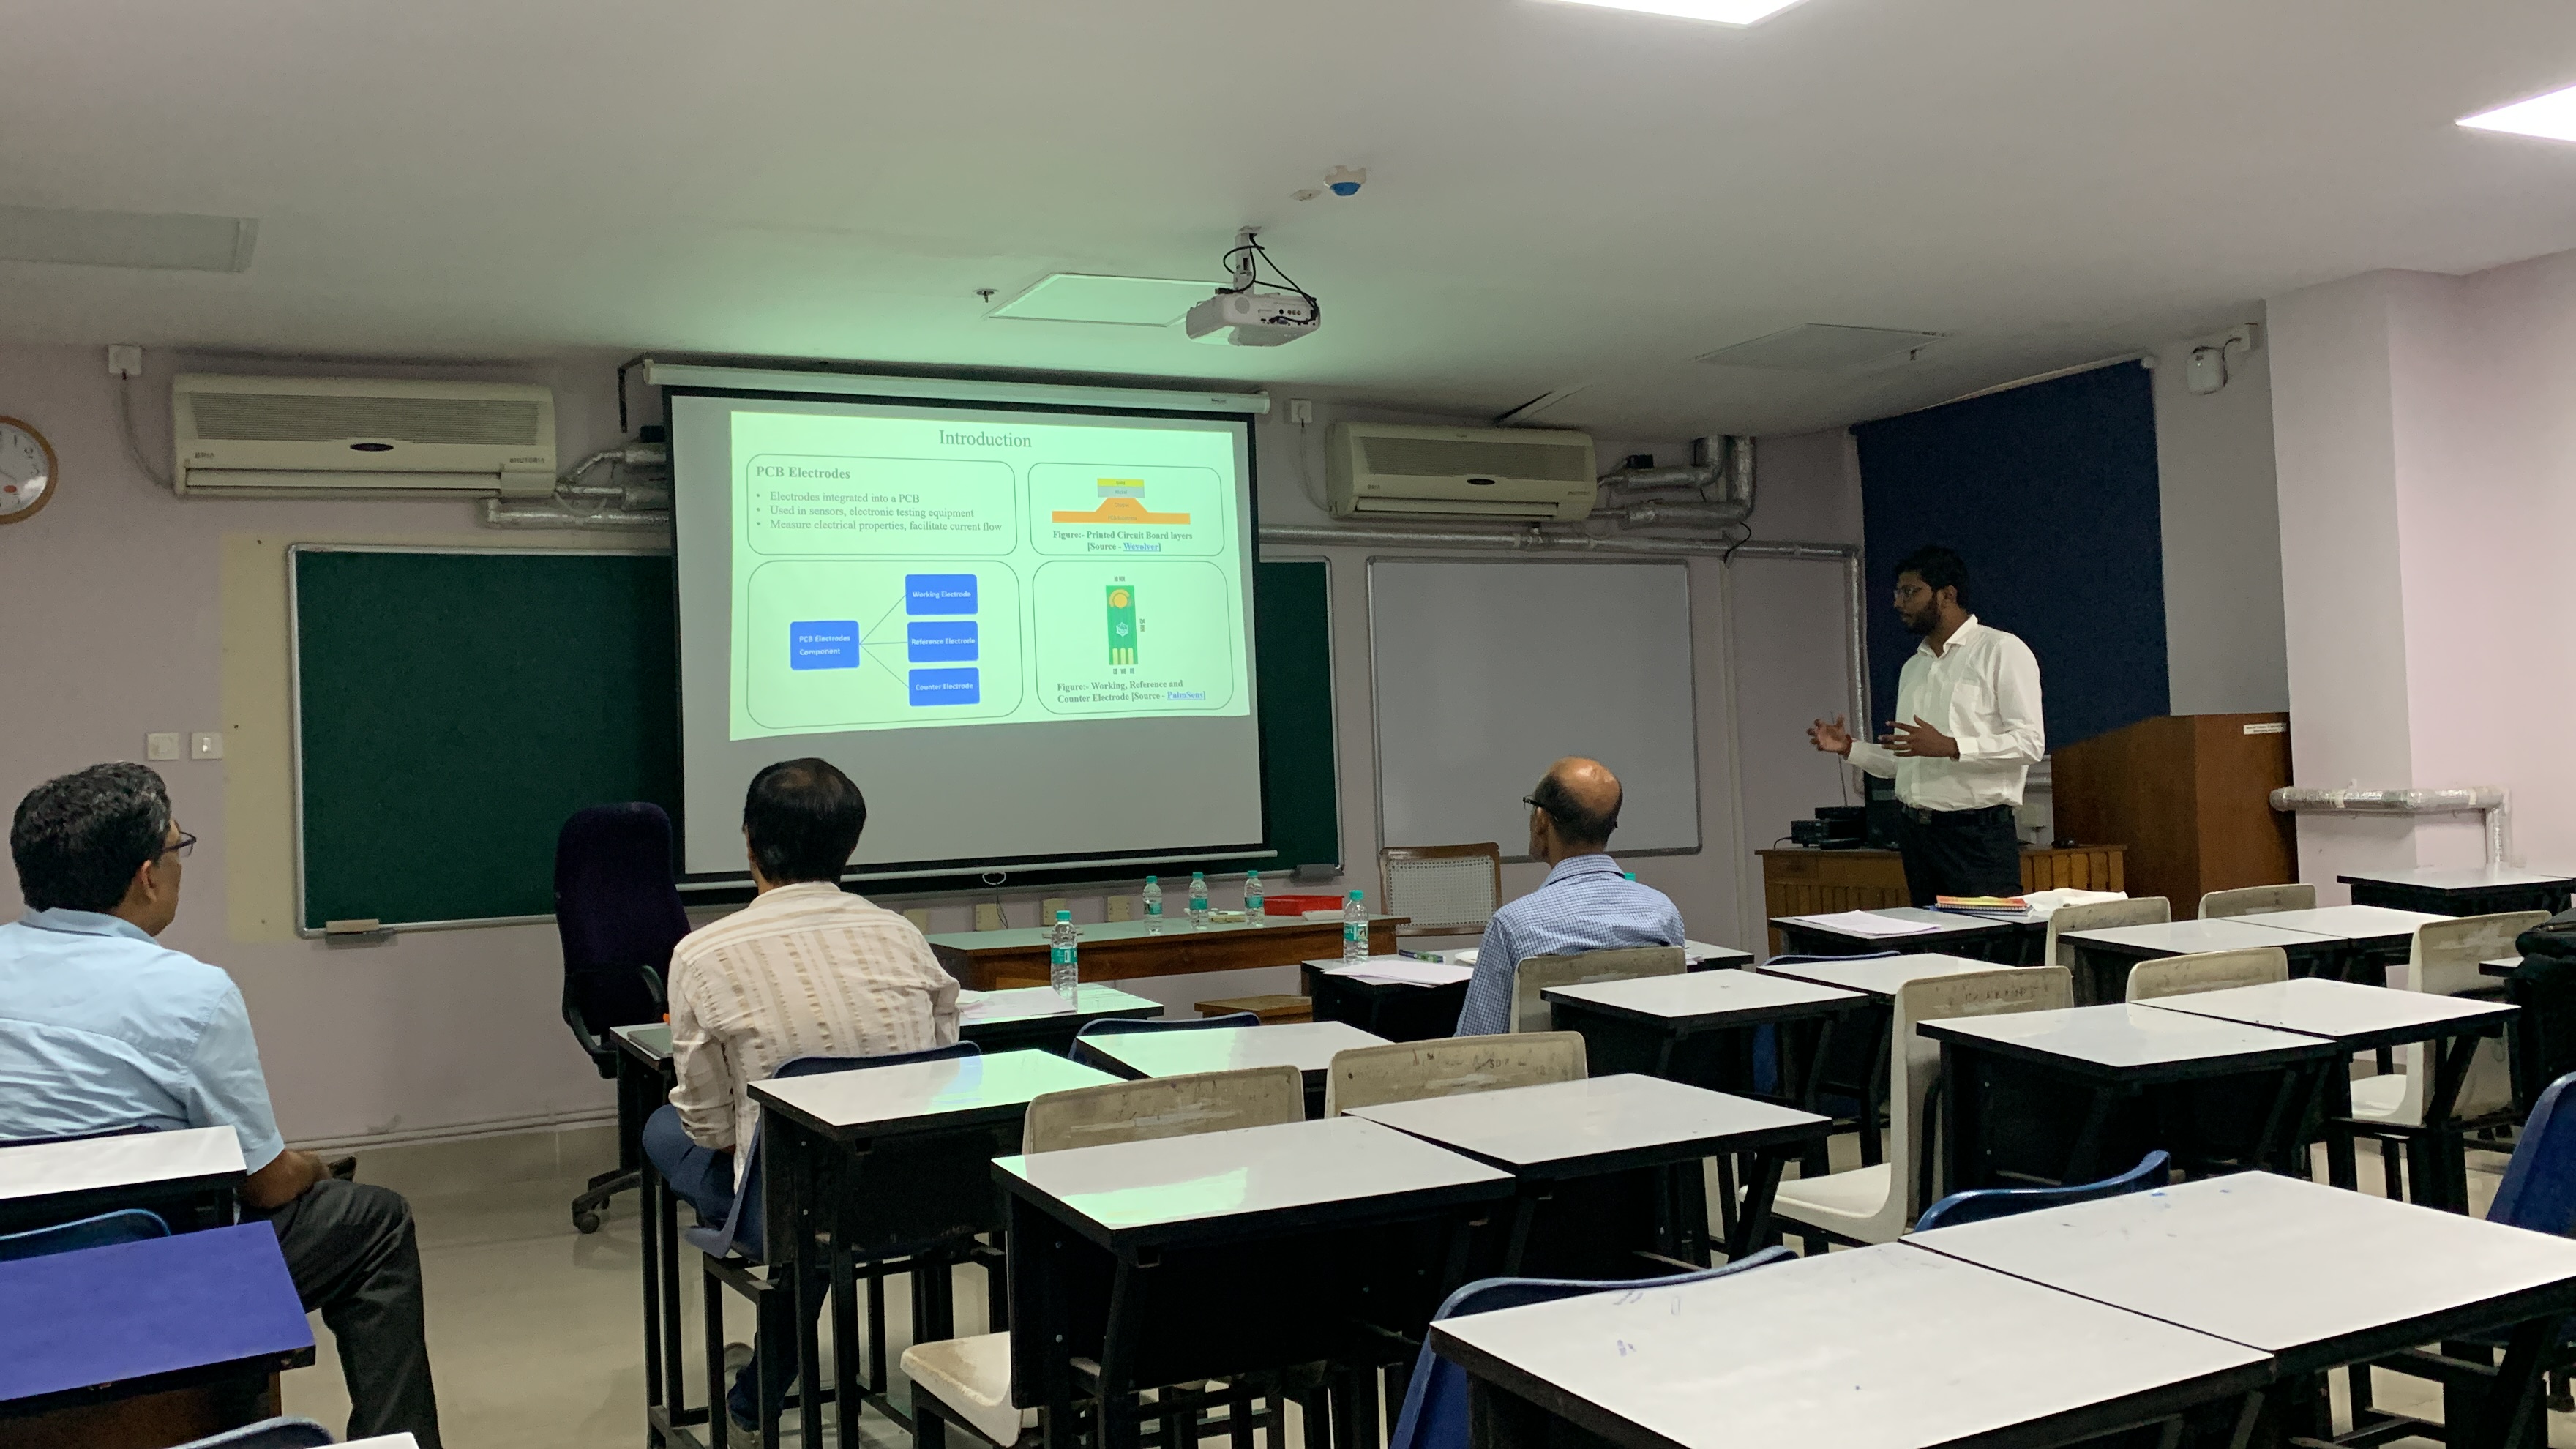 Introduction
PCB Electrodes
• Electrodes integrated into a PCB
• Used in sensors, electronic testing equipment
• Measure electrical properties, facilitate current flow
Figure:- Printed Circuit Board layers
[Source - Wevolver]
PCB Electrodes
Component
Working Electrode
Reference Electrode
Counter Electrode
Figure:- Working, Reference and
Counter Electrode [Source - PalmSens]